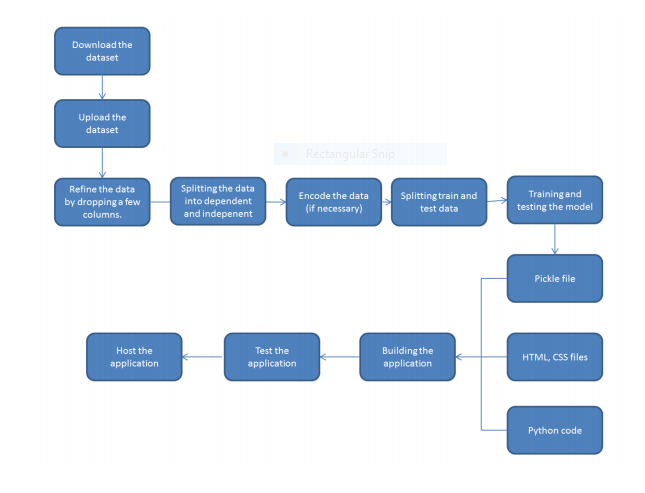 Download the
dataset
Upload the
dataset
Rectangular Snip
Refine the data
by dropping a few
columns.
Splitting the data
into dependent
and indepenent
Encode the data
(if necessary)
Splitting train and
test data
Training and
testing the model
Pickle file
Host the
application
Test the
application
Building the
application
HTML, CSS files
Python code